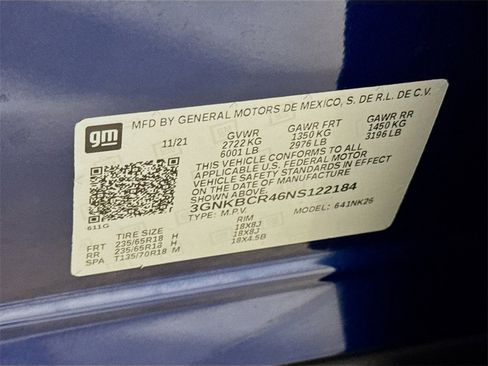 gm
MFD BY GENERAL MOTORS DE MEXICO, S. DE R.L. DE C.V.
11/21 GVWR GAWR FRT GAWR RR
2722 KG 1350 KG 1450 KG
6001 LB 2976 LB 3196 LB
THIS VEHICLE CONFORMS TO ALL
APPLICABLE U.S. FEDERAL MOTOR
VEHICLE SAFETY STANDARDS IN EFFECT
ON THE DATE OF MANUFACTURE
3GNKBCR46NS122184
611G TYPE: M.P.V. MODEL: 641NK26
TIRE SIZE RIM
FRT 235/65R18 H 18X8J
RR 235/65R18 H 18X8J
SPA T135/70R18 M 18X4.5B